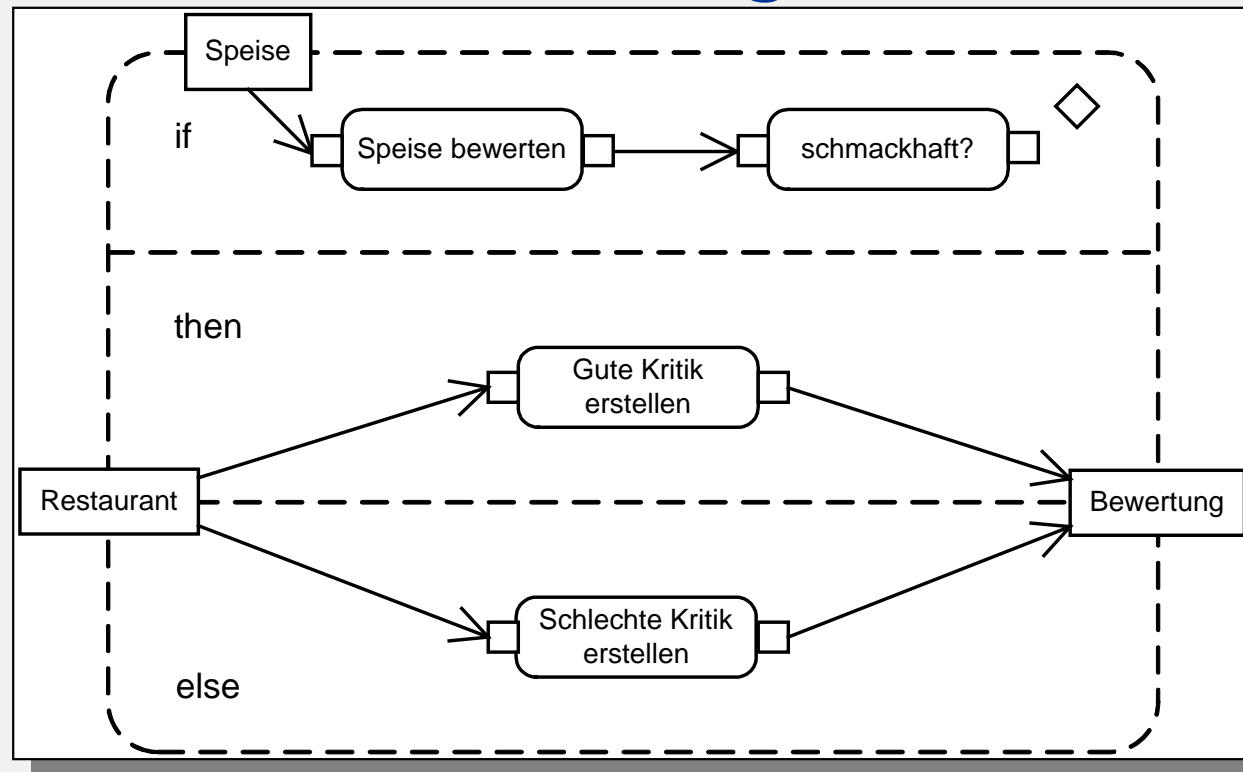 Speise
if
Speise bewerten
schmackhaft?
then
Gute Kritik
erstellen
Restaurant
Bewertung
Schlechte Kritik
erstellen
else